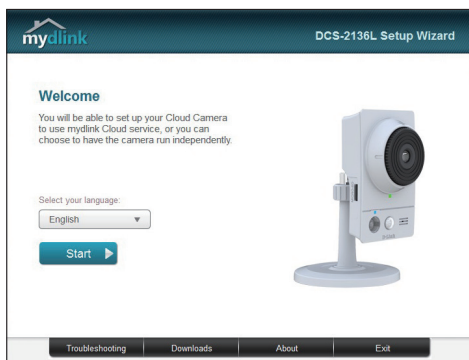 mydlink
DCS-2136L Setup Wizard
Welcome
You will be able to set up your Cloud Camera
to use mydlink Cloud service, or you can
choose to have the camera run independently.
Select your language:
English
Start
Troubleshooting
Downloads
About
Exit